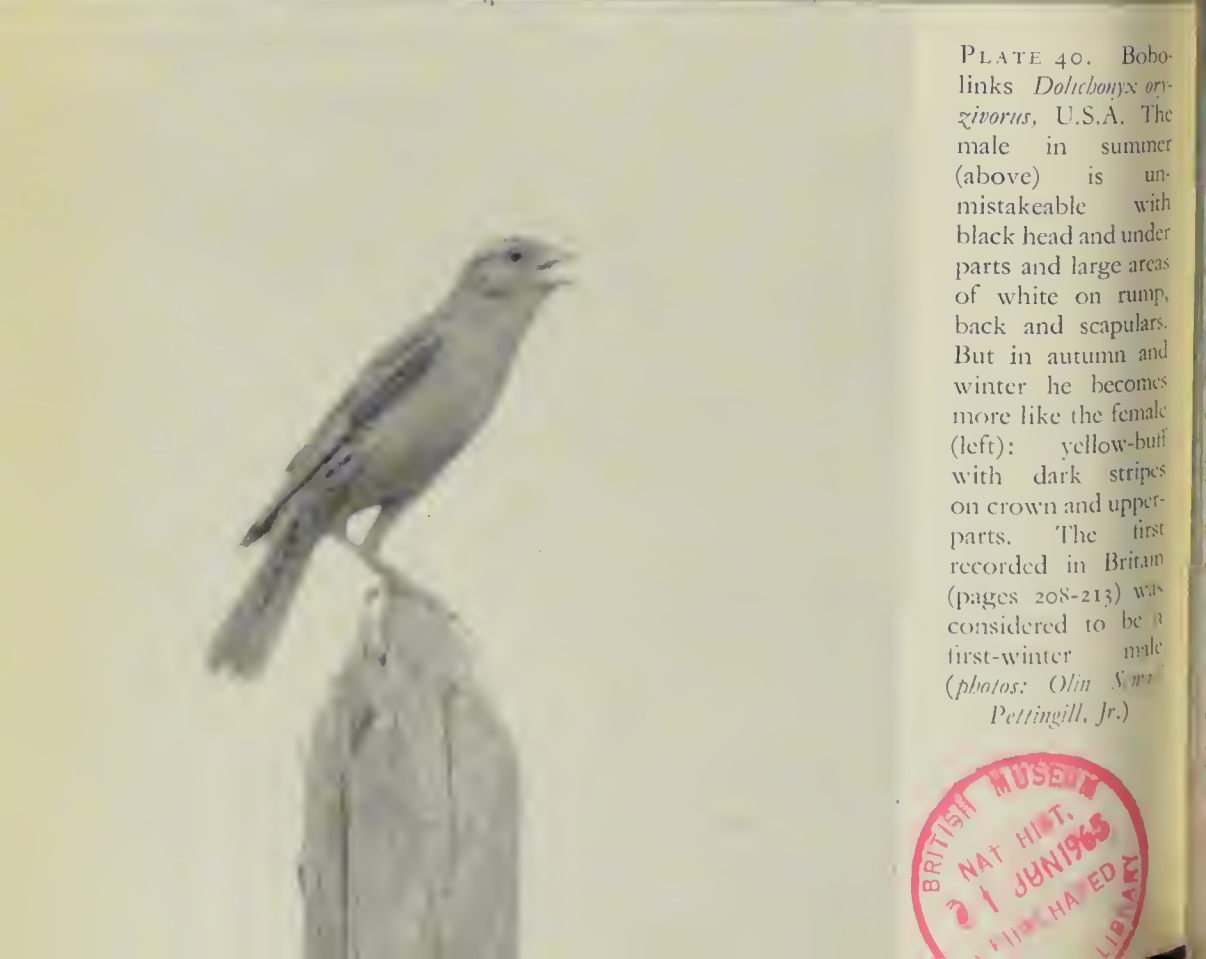 PLATE 40. Bobo-
links Dolichonyx ory-
zivorus, U.S.A. The
male in summer
(above) is un-
mistakeable with
black head and under
parts and large areas
of white on rump,
back and scapulars.
But in autumn and
winter he becomes
more like the female
(left): yellow-buff
with dark stripes
on crown and upper-
parts. The first
recorded in Britain
(pages 208-213) was
considered to be a
first-winter male
(photos: Olin
Pettingill, Jr.)
BRITISH MUSEUM
NAT HIST.
1 JUN 1965
LIBRARY